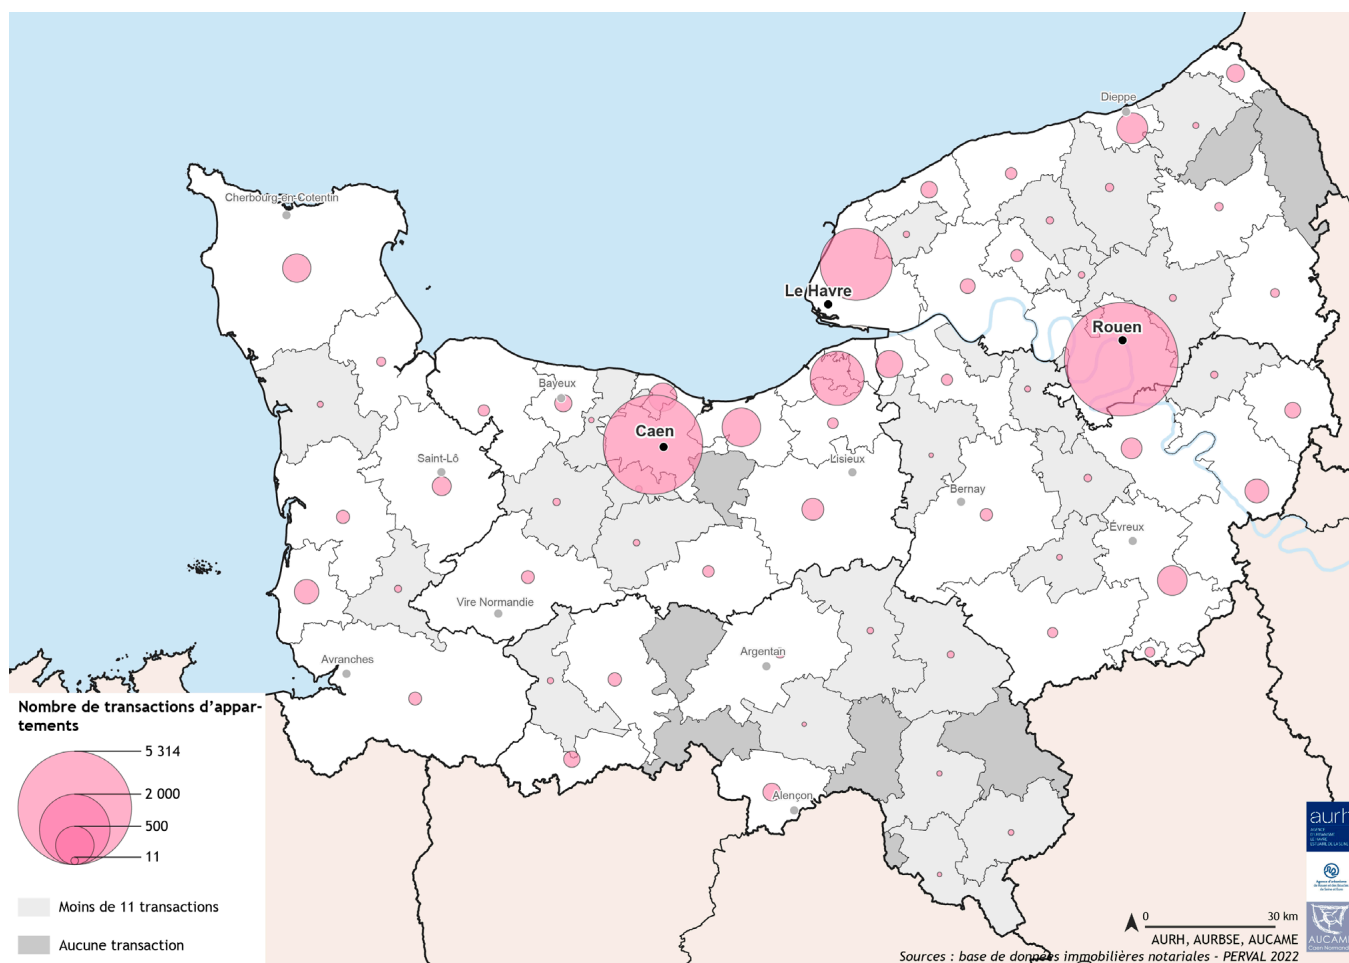 Dieppe
Cherbourg-en-Cotentin
Le Havre
Rouen
Bayeux
Caen
Saint-Lô
Lisieux
Bernay
Évreux
Vire Normandie
Argentan
Avranches
Alençon
Nombre de transactions d’appar-
tements
5 314
2 000
500
11
Moins de 11 transactions
Aucune transaction
0 30 km
AURH, AURBSE, AUCAME
Sources : base de données immobilières notariales - PERVAL 2022
aurh
AUCAME
Caen Normandie